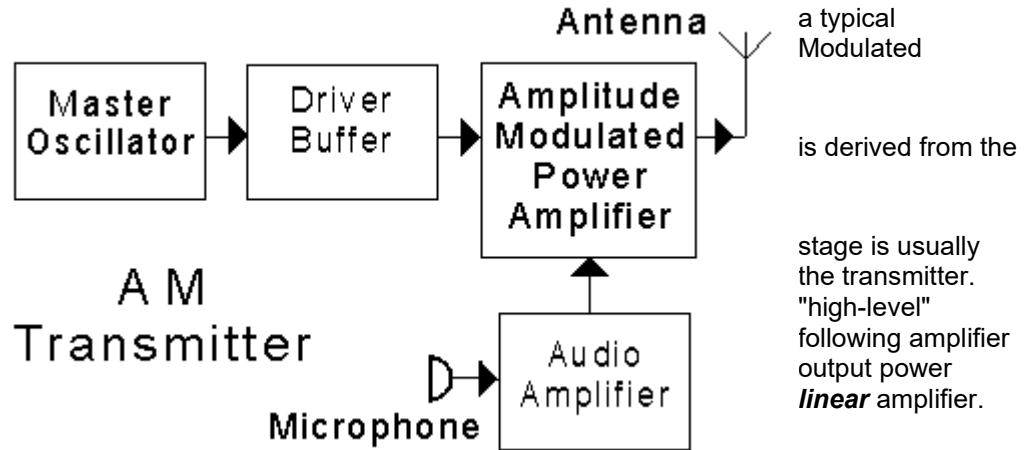 Antenna
Master
Oscillator
Driver
Buffer
Amplitude
Modulated
Power
Amplifier
A M
Transmitter
Audio
Amplifier
Microphone
a typical
Modulated
is derived from the
stage is usually
the transmitter.
"high-level"
following amplifier
output power
linear amplifier.